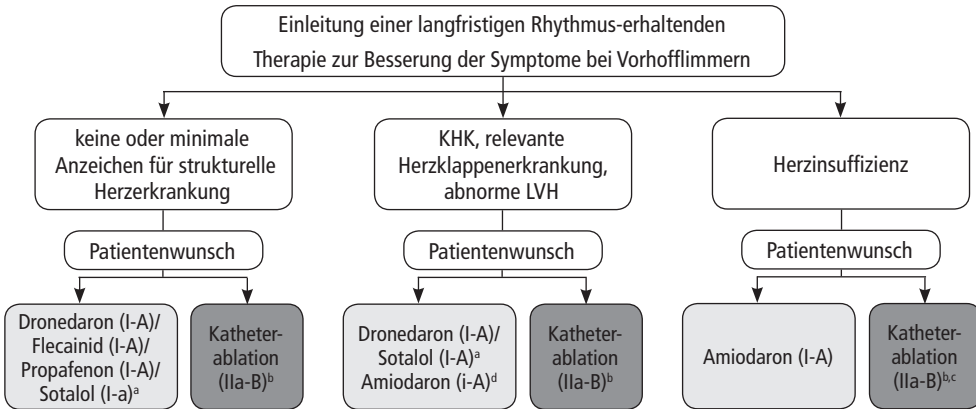 Einleitung einer langfristigen Rhythmus-erhaltenden
Therapie zur Besserung der Symptome bei Vorhofflimmern
keine oder minimale
Anzeichen für strukturelle
Herzerkrankung
KHK, relevante
Herzklappenerkrankung,
abnorme LVH
Herzinsuffizienz
Patientenwunsch
Patientenwunsch
Patientenwunsch
Dronedaron (I-A)/
Flecainid (I-A)/
Propafenon (I-A)/
Sotalol (I-a)ᵃ
Katheter-
ablation
(IIa-B)ᵇ
Dronedaron (I-A)/
Sotalol (I-A)ᵃ
Amiodaron (i-A)ᵈ
Katheter-
ablation
(IIa-B)ᵇ
Amiodaron (I-A)
Katheter-
ablation
(IIa-B)ᵇ,ᶜ